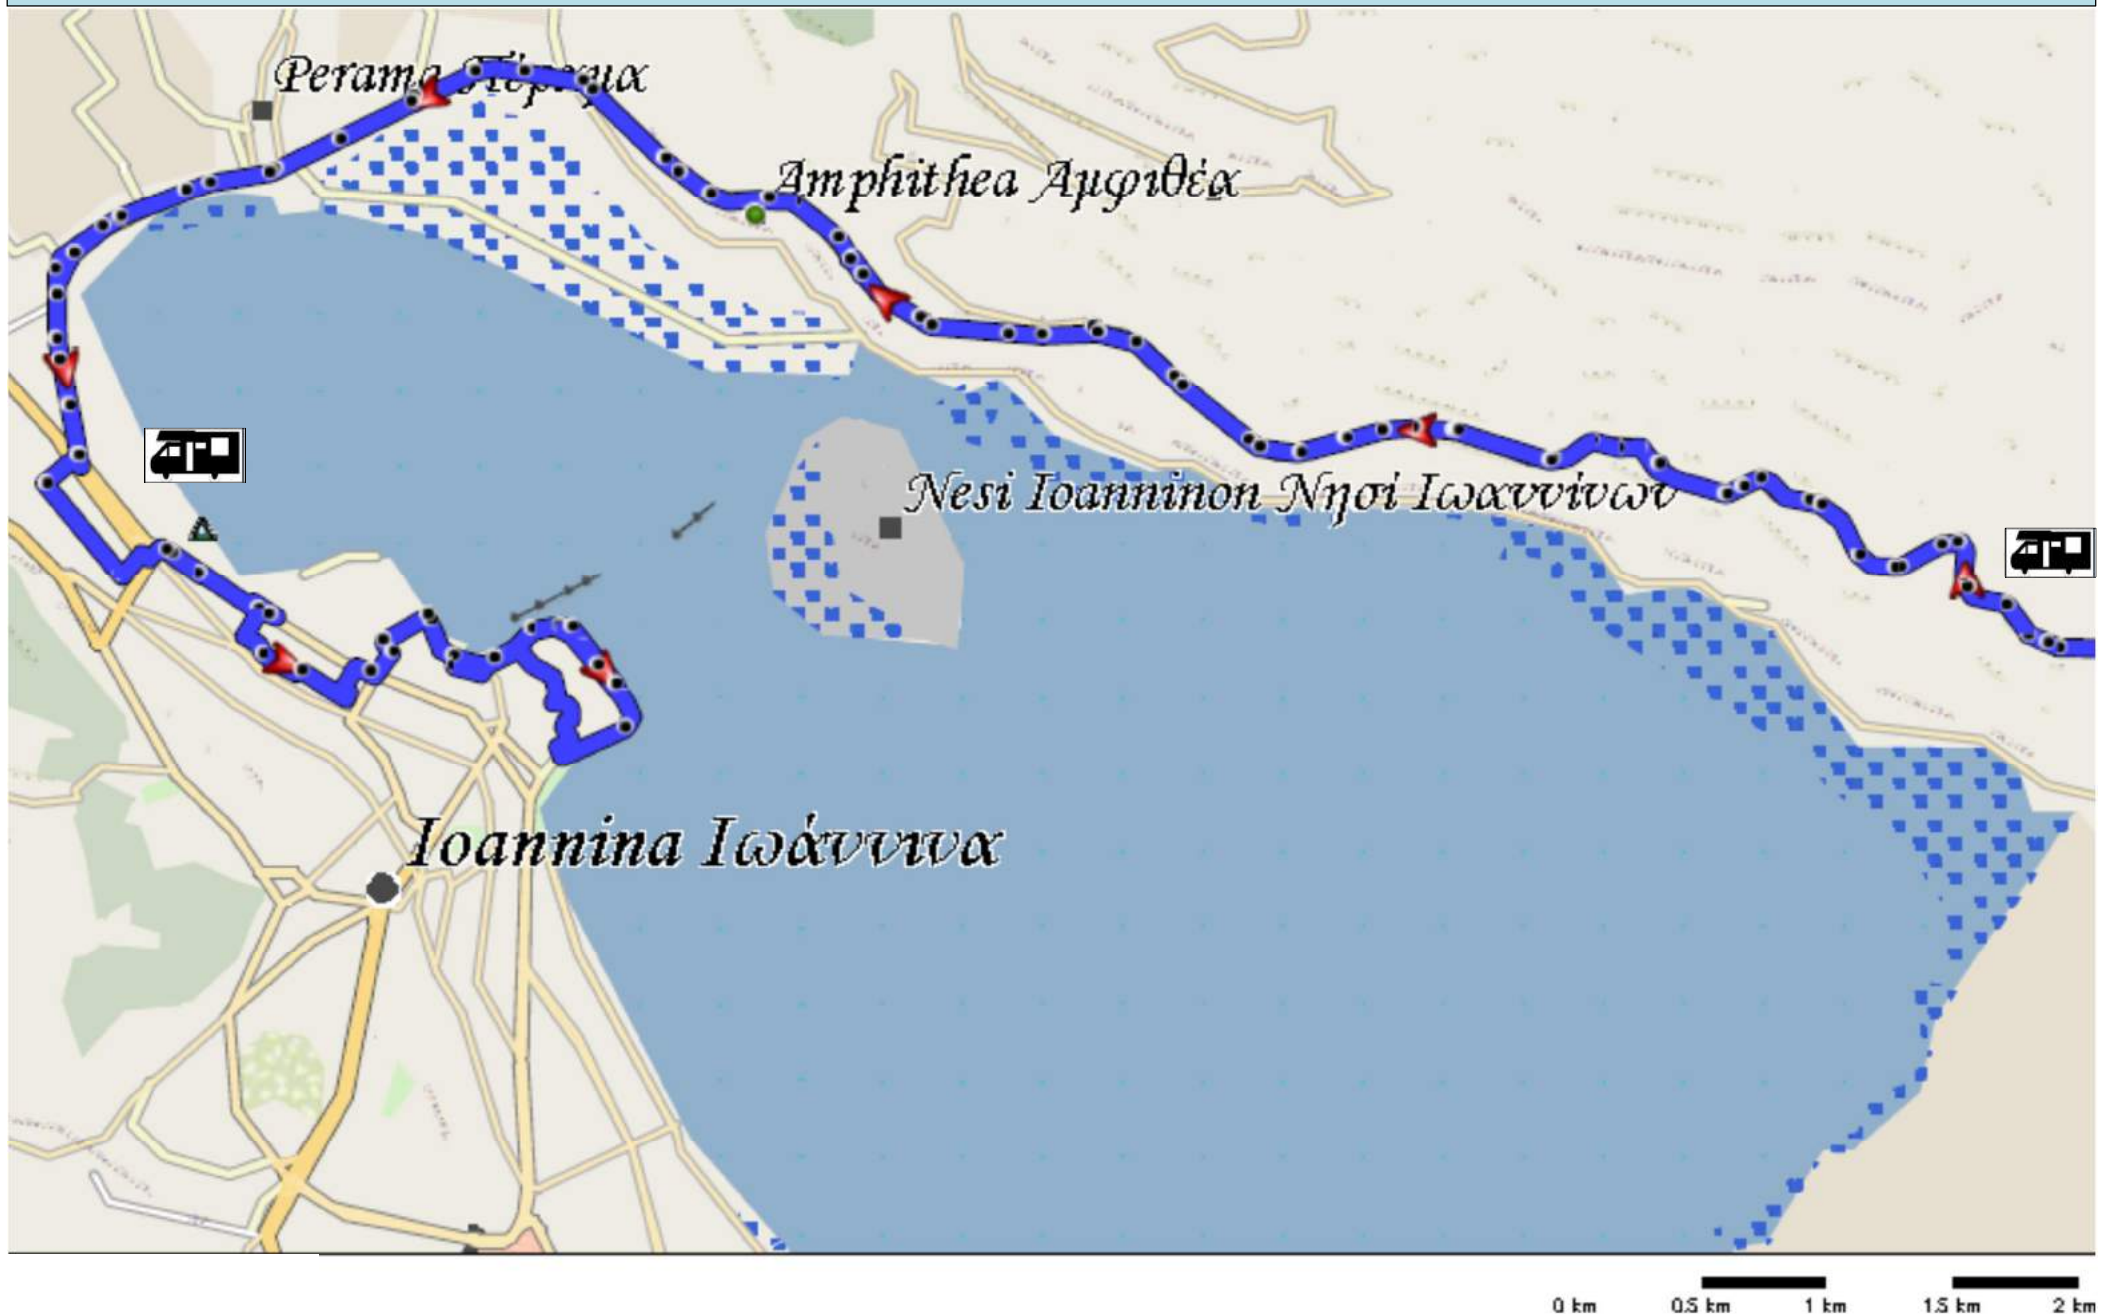 Perama Πέραμα
Amphithea Αμφιθέα
Nesi Ioanninon Νησί Ιωαννίνων
Ioannina Ιωάννινα
0 km 0.5 km 1 km 1.5 km 2 km